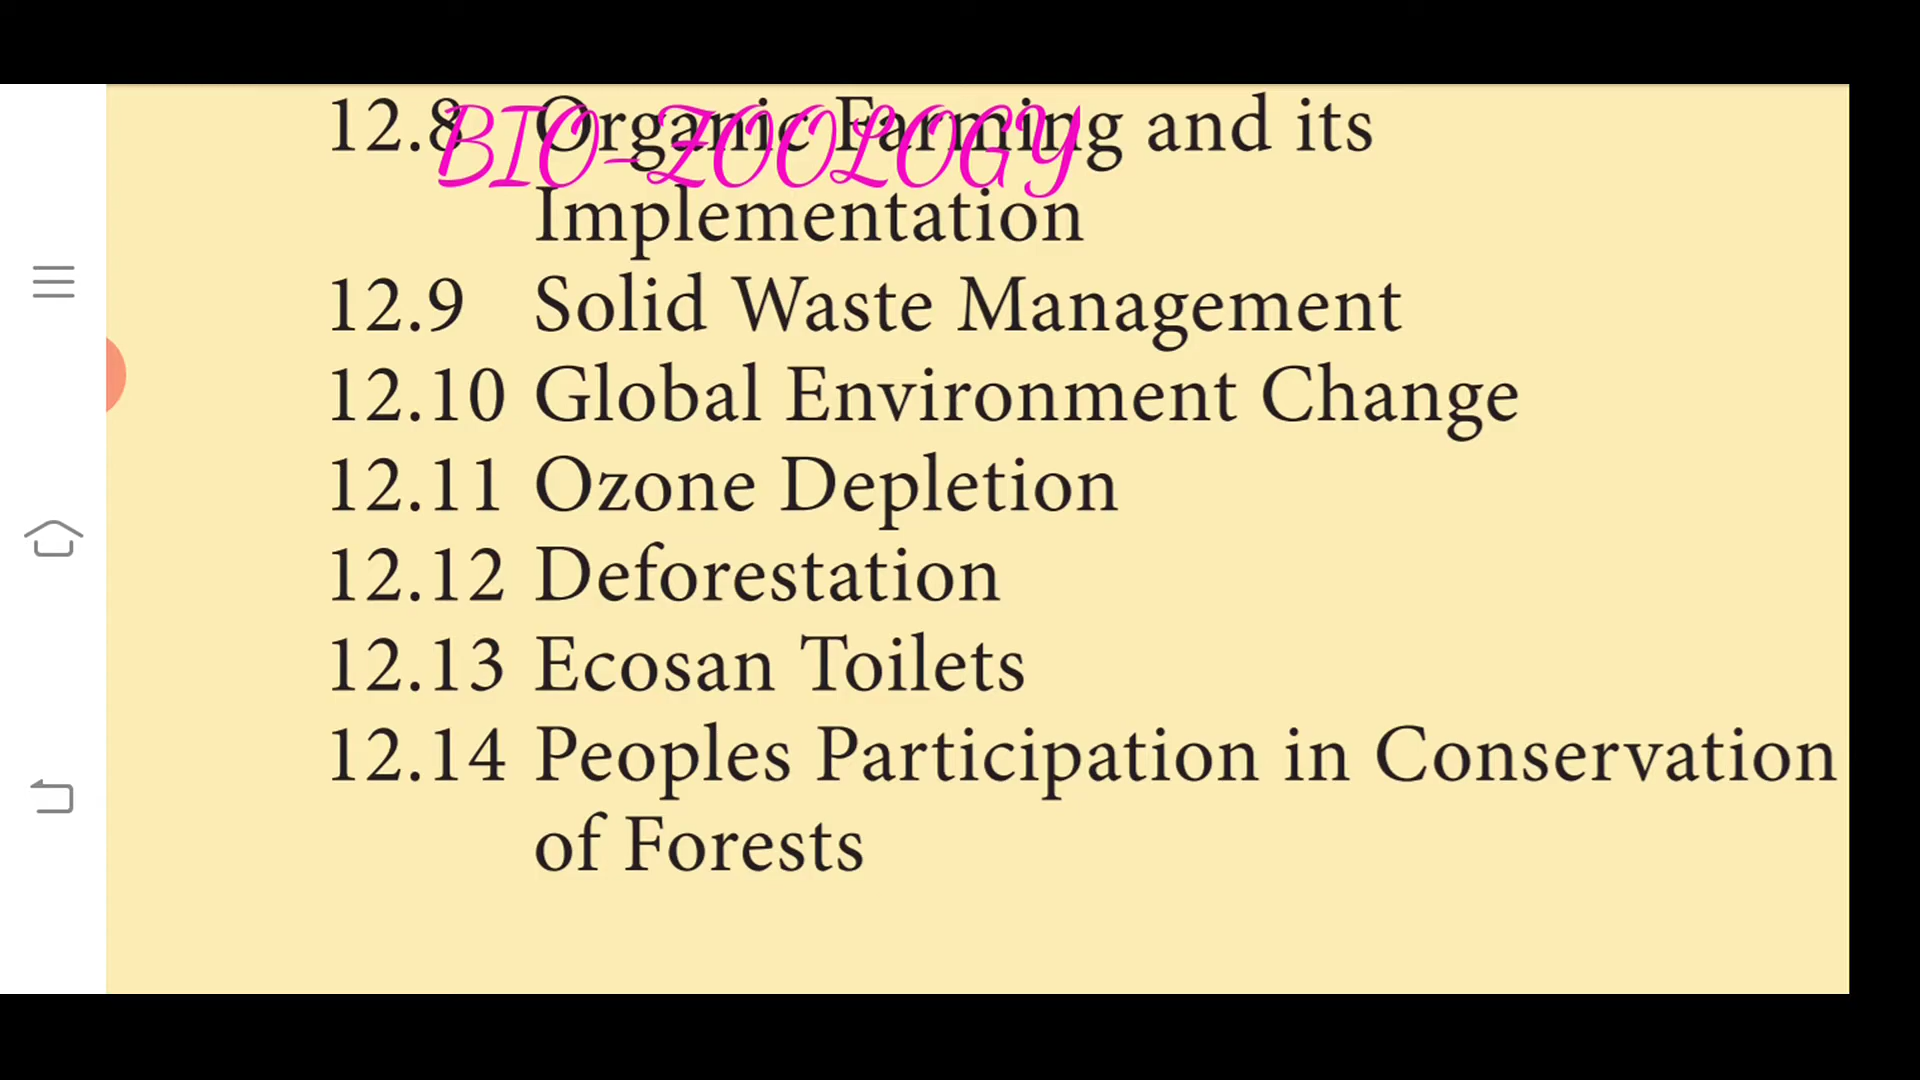 BIO-ZOOLOGY
12.8 Organic Farming and its
Implementation
12.9 Solid Waste Management
12.10 Global Environment Change
12.11 Ozone Depletion
12.12 Deforestation
12.13 Ecosan Toilets
12.14 Peoples Participation in Conservation
of Forests